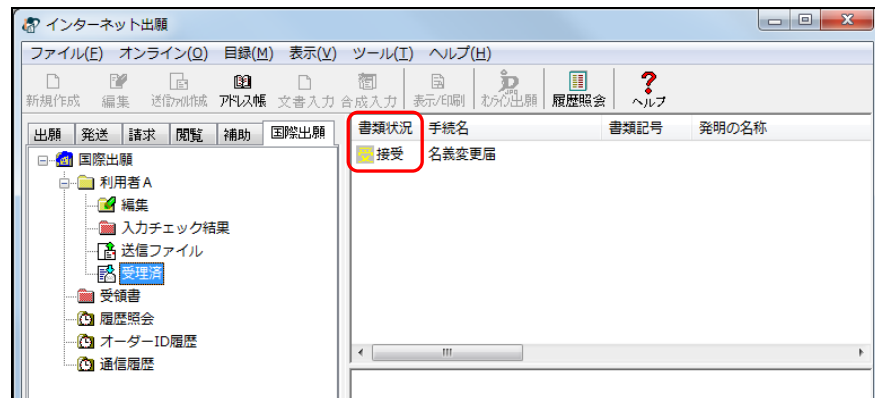 インターネット出願
ファイル(F) オンライン(O) 目録(M) 表示(V) ツール(T) ヘルプ(H)
新規作成 編集 送信ファイル作成 アドレス帳 文書入力 合成入力 表示/印刷 オンライン出願 履歴照会 ヘルプ
出願 発送 請求 閲覧 補助 国際出願
書類状況 手続名 書類記号 発明の名称
受 接受 名義変更届
国際出願
利用者A
編集
入力チェック結果
送信ファイル
受理済
受領書
履歴照会
オーダーID履歴
通信履歴